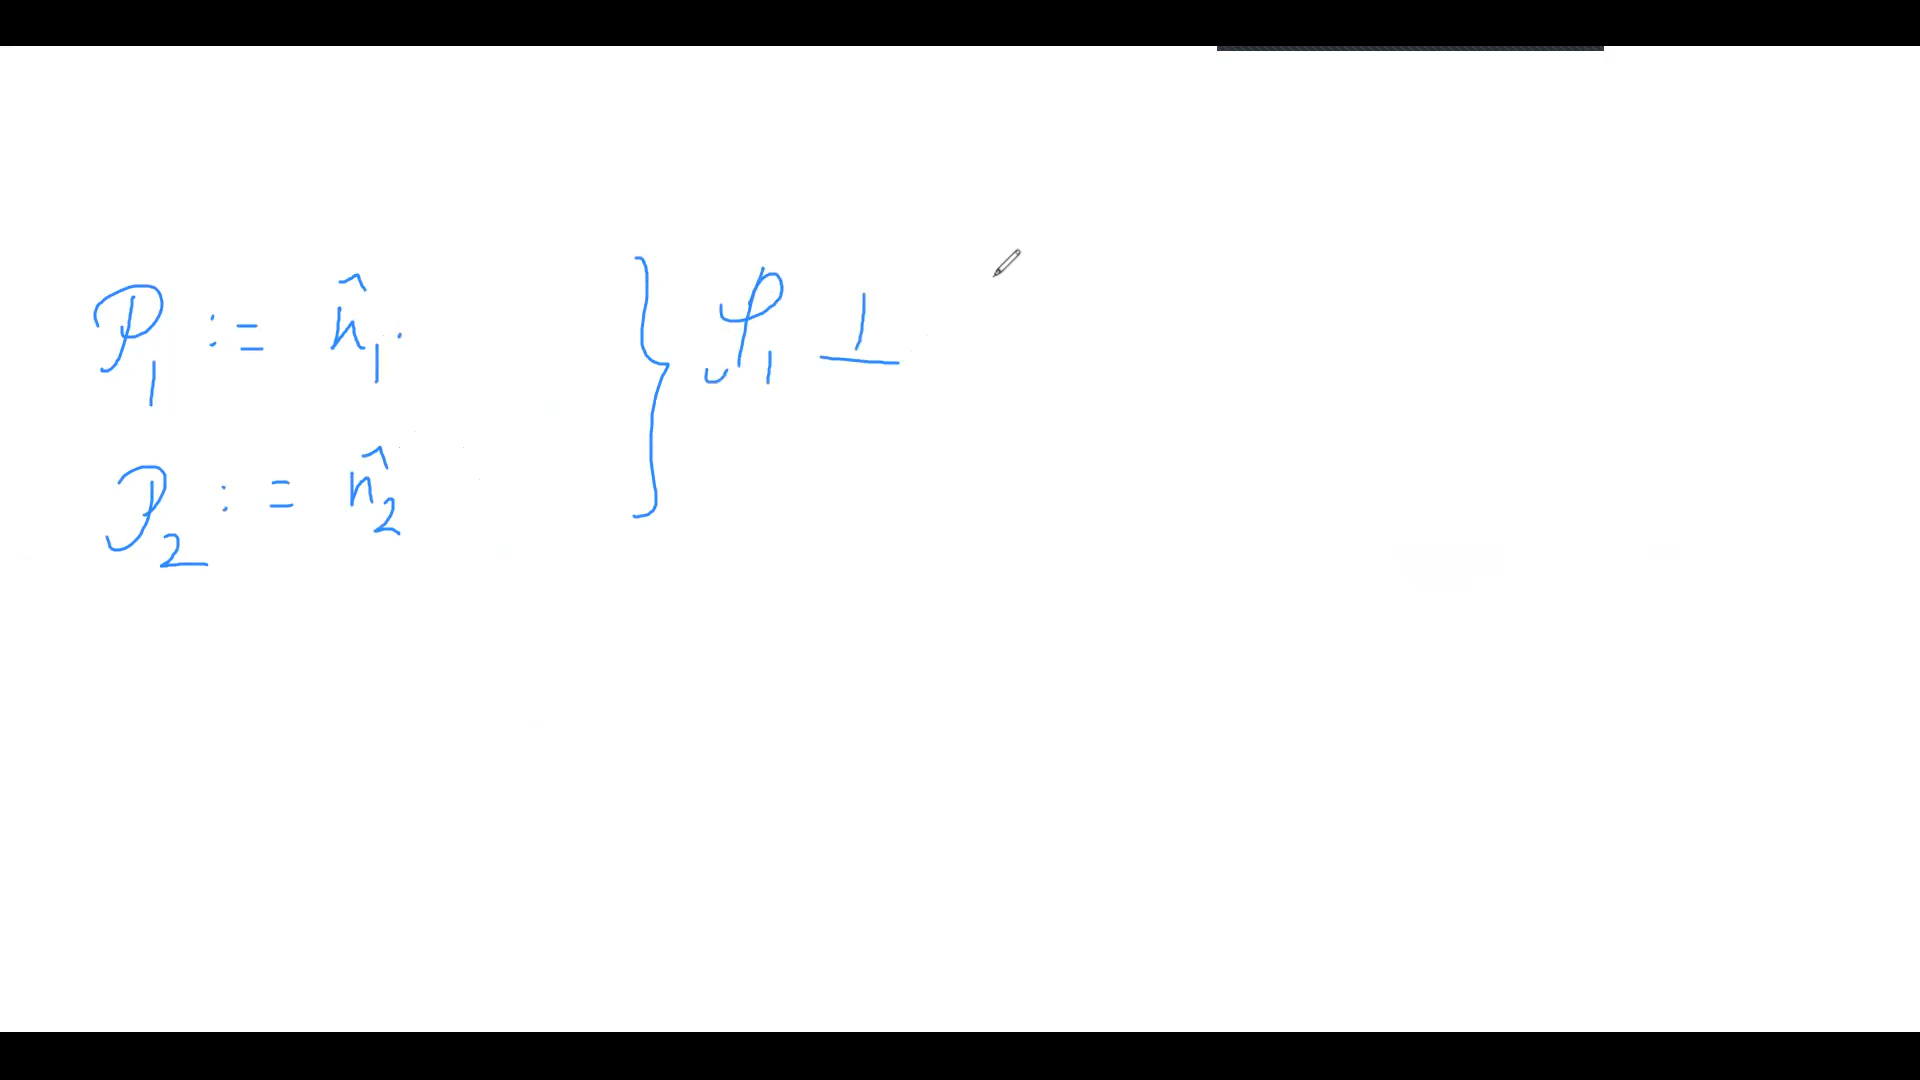 P₁ := n̂₁. } P₁ ⊥
P₂ := n̂₂